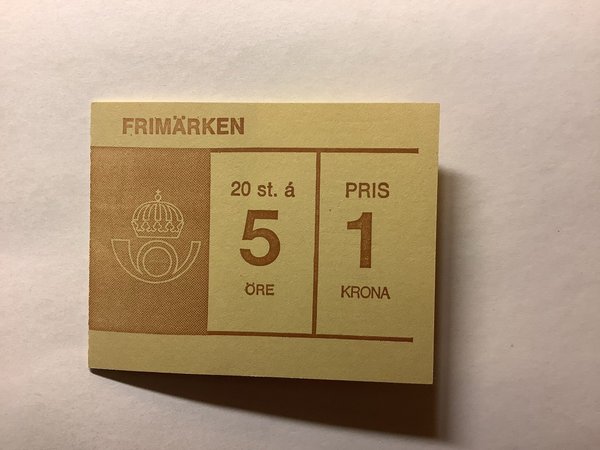 FRIMÄRKEN
20 st. á
5
ÖRE
PRIS
1
KRONA